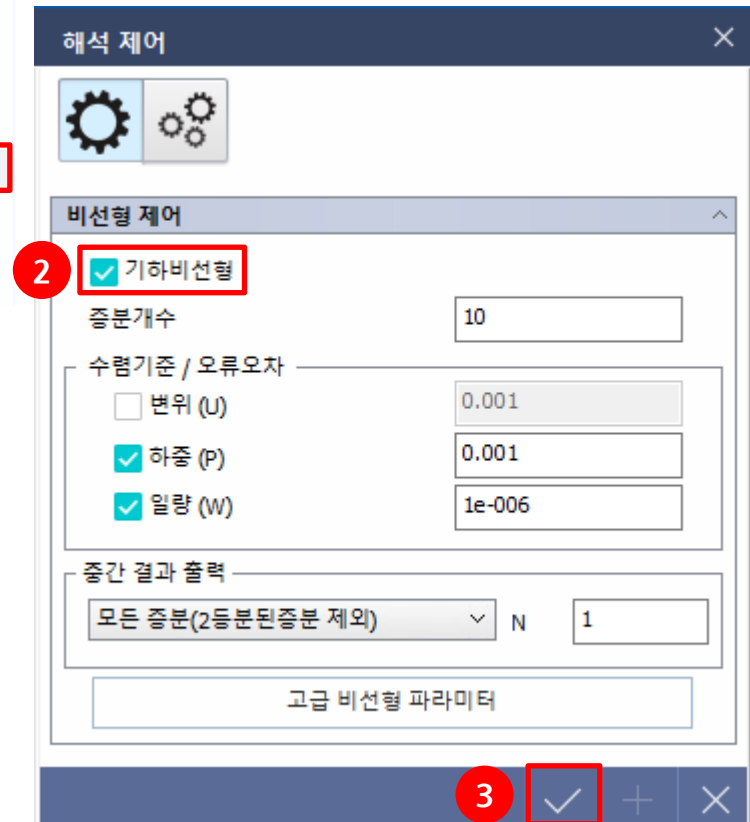 해석 제어
비선형 제어
2
기하비선형
증분개수 10
수렴기준 / 오류오차
변위 (U) 0.001
하중 (P) 0.001
일량 (W) 1e-006
중간 결과 출력
모든 증분(2등분된증분 제외) N 1
고급 비선형 파라미터
3